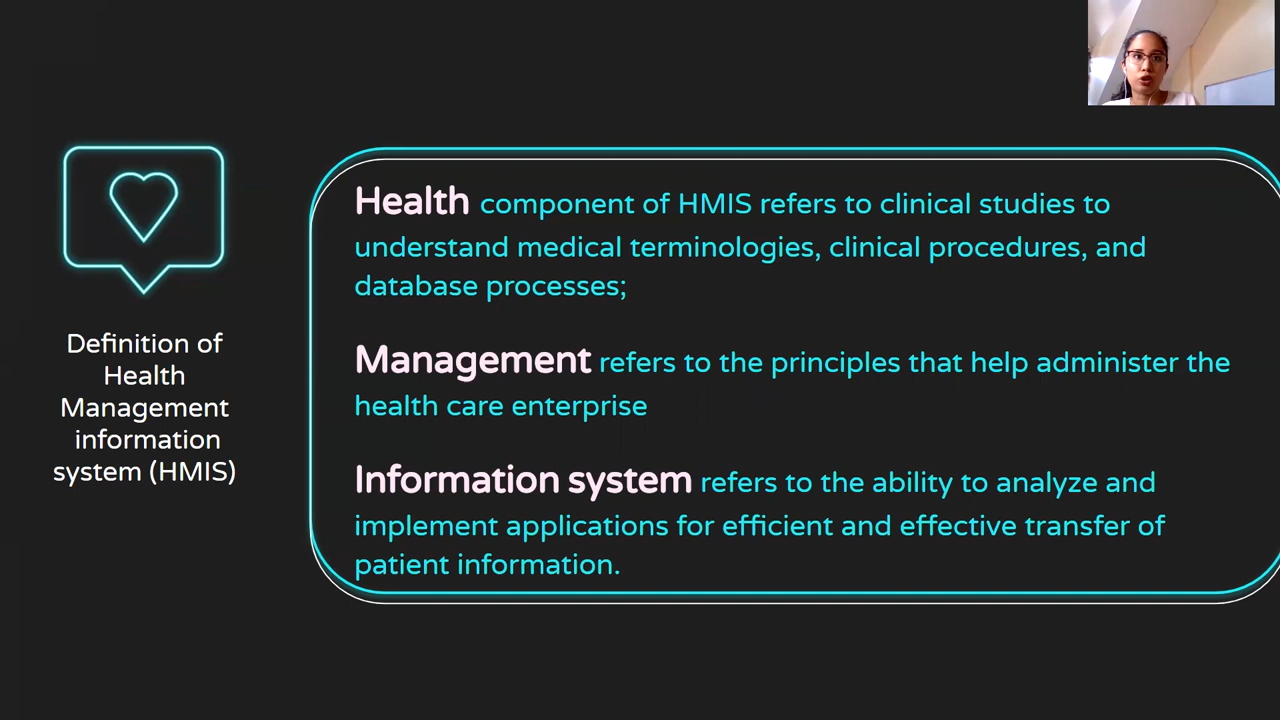 Definition of
Health
Management
information
system (HMIS)
Health component of HMIS refers to clinical studies to
understand medical terminologies, clinical procedures, and
database processes;
Management refers to the principles that help administer the
health care enterprise
Information system refers to the ability to analyze and
implement applications for efficient and effective transfer of
patient information.